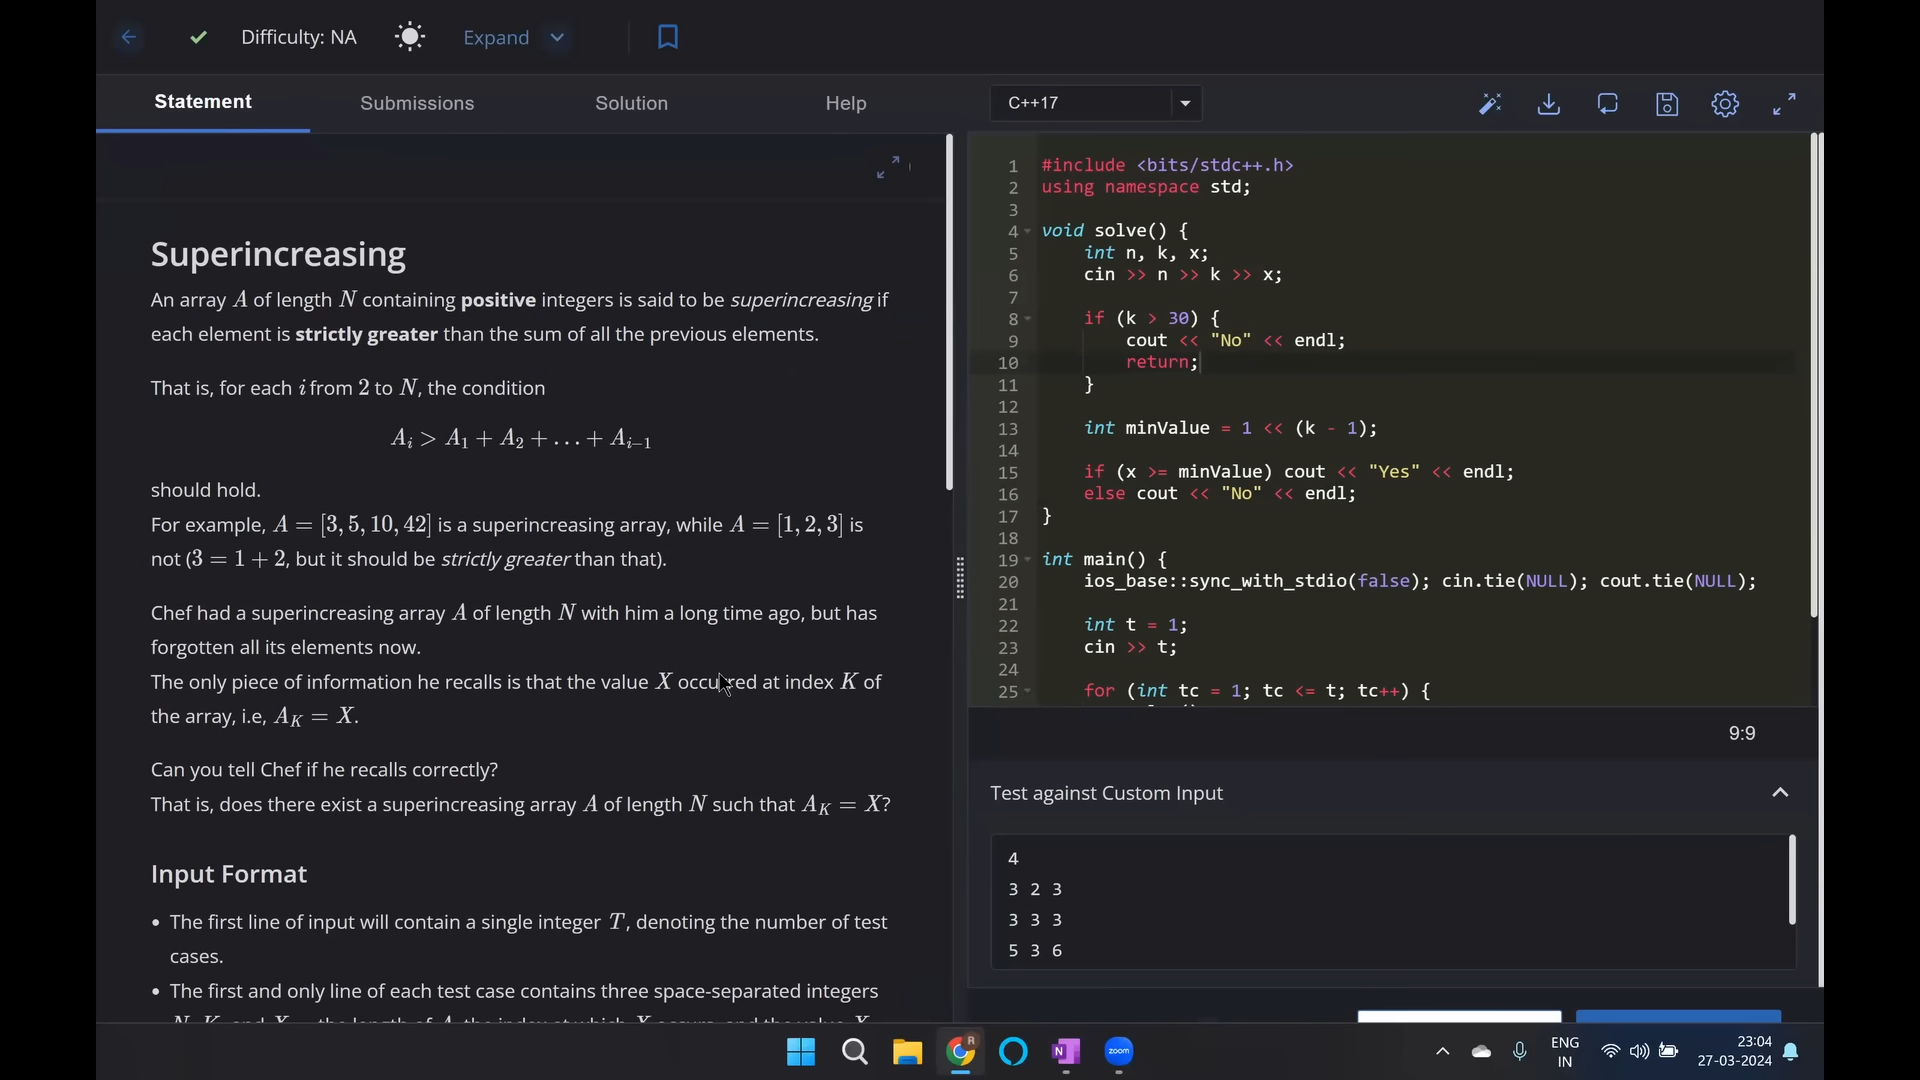 Difficulty: NA
Expand
Statement
Submissions
Solution
Help
C++17
Superincreasing
An array A of length N containing positive integers is said to be superincreasing if
each element is strictly greater than the sum of all the previous elements.
That is, for each i from 2 to N, the condition
A_i > A_1 + A_2 + … + A_{i−1}
should hold.
For example, A = [3, 5, 10, 42] is a superincreasing array, while A = [1, 2, 3] is
not (3 = 1 + 2, but it should be strictly greater than that).
Chef had a superincreasing array A of length N with him a long time ago, but has
forgotten all its elements now.
The only piece of information he recalls is that the value X occurred at index K of
the array, i.e, A_K = X.
Can you tell Chef if he recalls correctly?
That is, does there exist a superincreasing array A of length N such that A_K = X?
Input Format
• The first line of input will contain a single integer T, denoting the number of test
cases.
• The first and only line of each test case contains three space-separated integers
1 #include <bits/stdc++.h>
2 using namespace std;
3
4 void solve() {
5 int n, k, x;
6 cin >> n >> k >> x;
7
8 if (k > 30) {
9 cout << "No" << endl;
10 return;
11 }
12
13 int minValue = 1 << (k - 1);
14
15 if (x >= minValue) cout << "Yes" << endl;
16 else cout << "No" << endl;
17 }
18
19 int main() {
20 ios_base::sync_with_stdio(false); cin.tie(NULL); cout.tie(NULL);
21
22 int t = 1;
23 cin >> t;
24
25 for (int tc = 1; tc <= t; tc++) {
9:9
Test against Custom Input
4
3 2 3
3 3 3
5 3 6
R
N
zoom
ENG
IN
23:04
27-03-2024